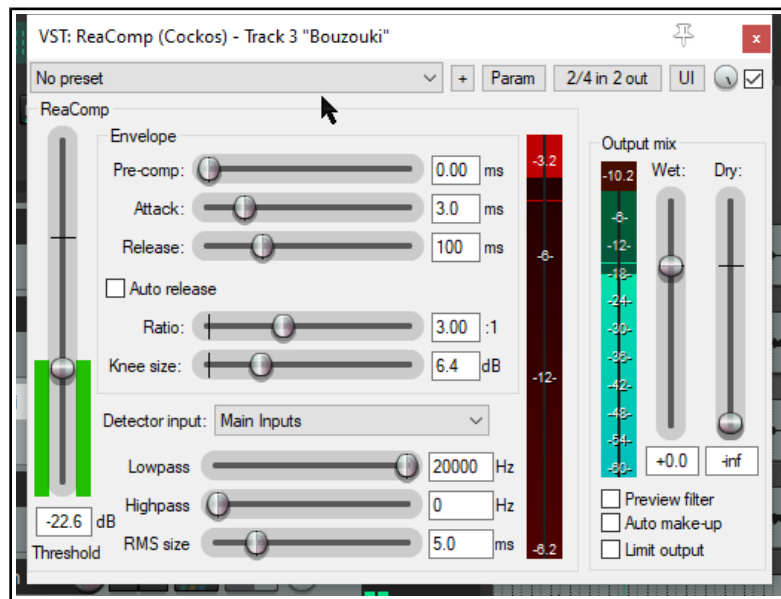 VST: ReaComp (Cockos) - Track 3 "Bouzouki"
x
No preset
+
Param
2/4 in 2 out
UI
ReaComp
Envelope
Pre-comp: 0.00 ms
Attack: 3.0 ms
Release: 100 ms
Auto release
Ratio: 3.00 :1
Knee size: 6.4 dB
Detector input: Main Inputs
Lowpass 20000 Hz
Highpass 0 Hz
RMS size 5.0 ms
-22.6 dB
Threshold
-3.2
-6-
-12-
-6.2
Output mix
Wet: Dry:
-10.2
-6-
-12-
-18-
-24-
-30-
-36-
-42-
-48-
-54-
-60-
+0.0 -inf
Preview filter
Auto make-up
Limit output